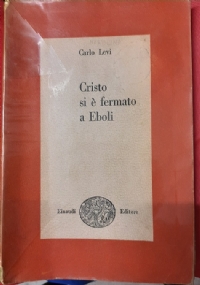 Carlo Levi
Cristo
si è fermato
a Eboli
Einaudi Editore